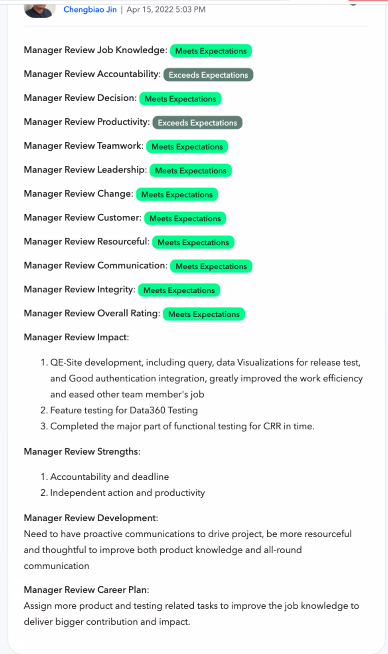 Chengbiao Jin | Apr 15, 2022 5:03 PM
Manager Review Job Knowledge: Meets Expectations
Manager Review Accountability: Exceeds Expectations
Manager Review Decision: Meets Expectations
Manager Review Productivity: Exceeds Expectations
Manager Review Teamwork: Meets Expectations
Manager Review Leadership: Meets Expectations
Manager Review Change: Meets Expectations
Manager Review Customer: Meets Expectations
Manager Review Resourceful: Meets Expectations
Manager Review Communication: Meets Expectations
Manager Review Integrity: Meets Expectations
Manager Review Overall Rating: Meets Expectations
Manager Review Impact:
1. QE-Site development, including query, data Visualizations for release test,
and Good authentication integration, greatly improved the work efficiency
and eased other team member's job
2. Feature testing for Data360 Testing
3. Completed the major part of functional testing for CRR in time.
Manager Review Strengths:
1. Accountability and deadline
2. Independent action and productivity
Manager Review Development:
Need to have proactive communications to drive project, be more resourceful
and thoughtful to improve both product knowledge and all-round
communication
Manager Review Career Plan:
Assign more product and testing related tasks to improve the job knowledge to
deliver bigger contribution and impact.